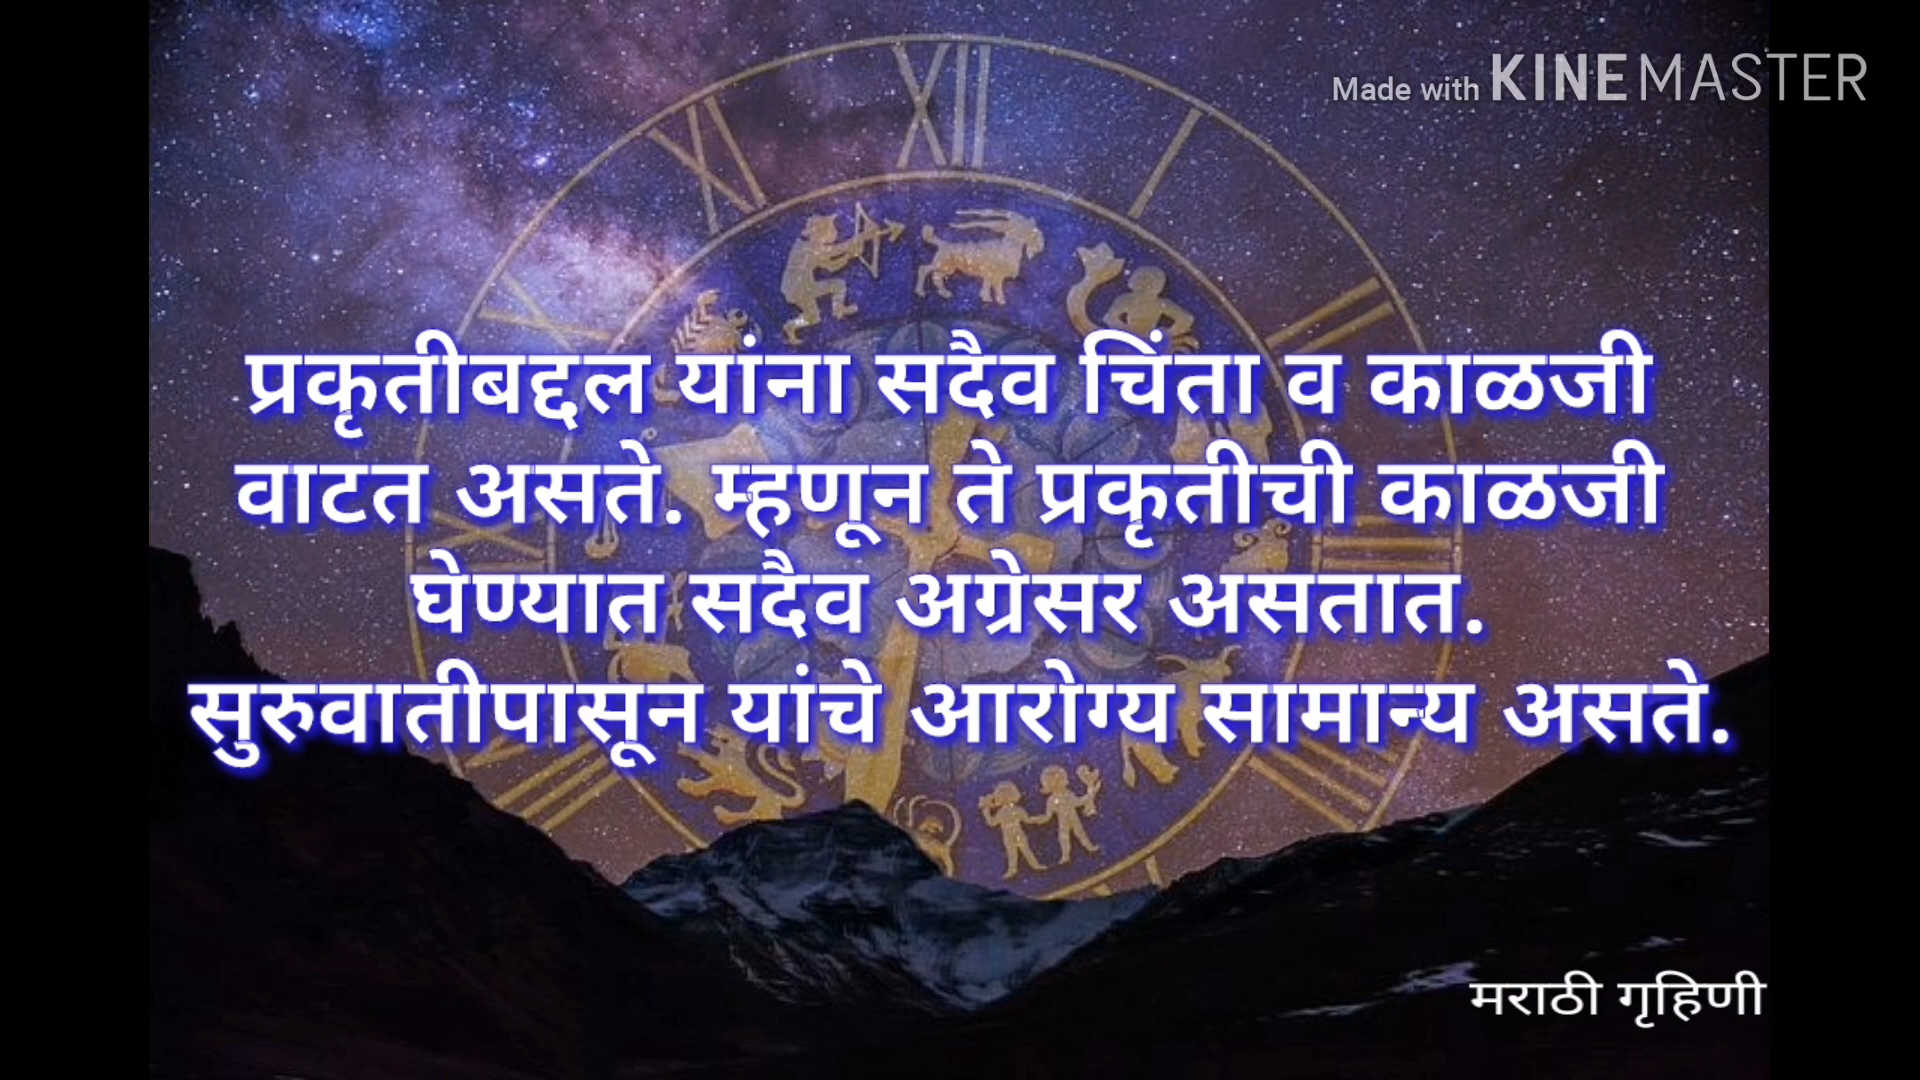 Made with KINEMASTER
प्रकृतीबद्दल यांना सदैव चिंता व काळजी
वाटत असते. म्हणून ते प्रकृतीची काळजी
घेण्यात सदैव अग्रेसर असतात.
सुरुवातीपासून यांचे आरोग्य सामान्य असते.
मराठी गृहिणी